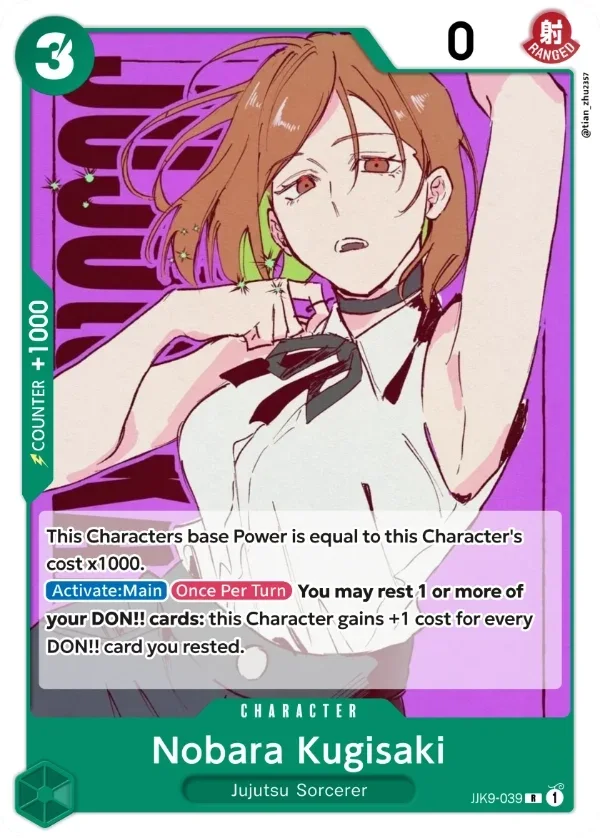 3
0
射
RANGED
@tian_zhu2357
COUNTER +1000
This Characters base Power is equal to this Character's
cost x1000.
Activate:Main Once Per Turn You may rest 1 or more of
your DON!! cards: this Character gains +1 cost for every
DON!! card you rested.
CHARACTER
Nobara Kugisaki
Jujutsu Sorcerer
JJK9-039 R 1